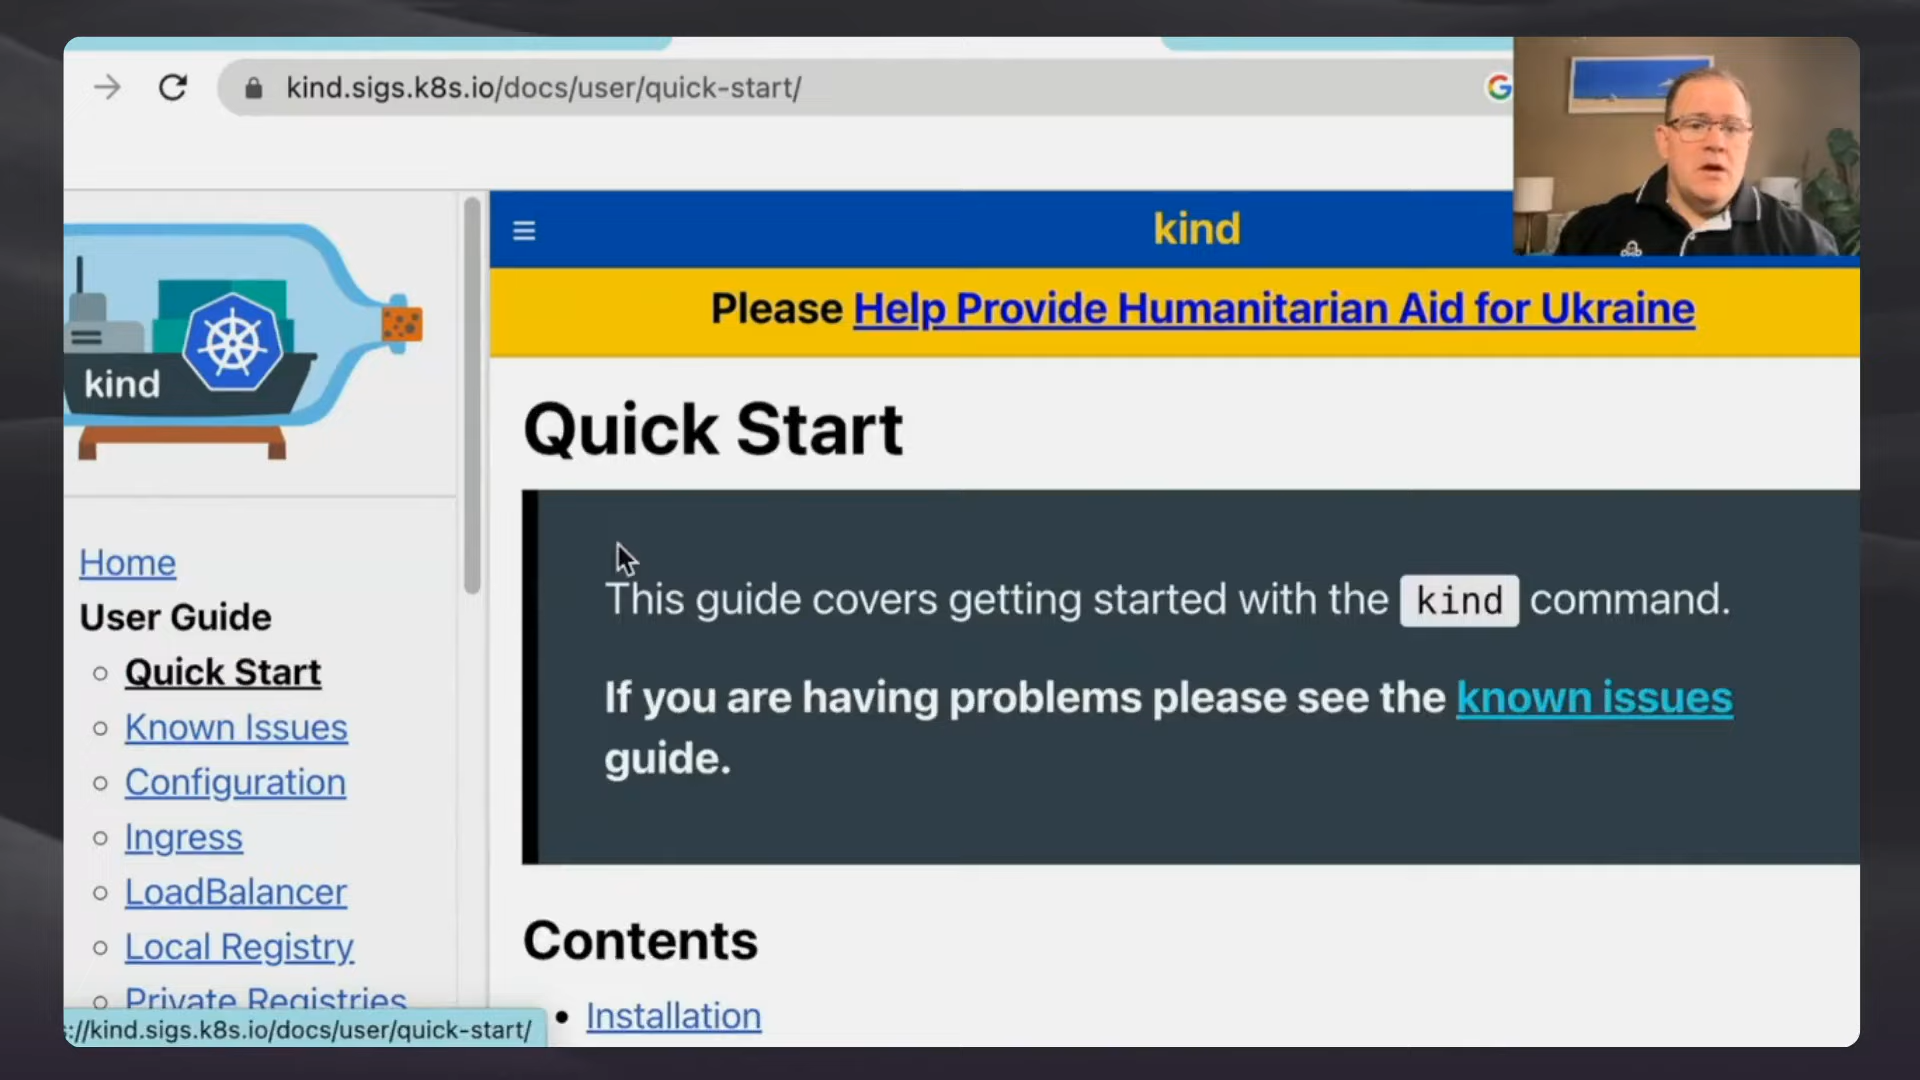 kind.sigs.k8s.io/docs/user/quick-start/
kind
kind
Please Help Provide Humanitarian Aid for Ukraine
Quick Start
This guide covers getting started with the kind command.
If you are having problems please see the known issues
guide.
Home
User Guide
Quick Start
Known Issues
Configuration
Ingress
LoadBalancer
Local Registry
Private Registries
Contents
Installation
://kind.sigs.k8s.io/docs/user/quick-start/